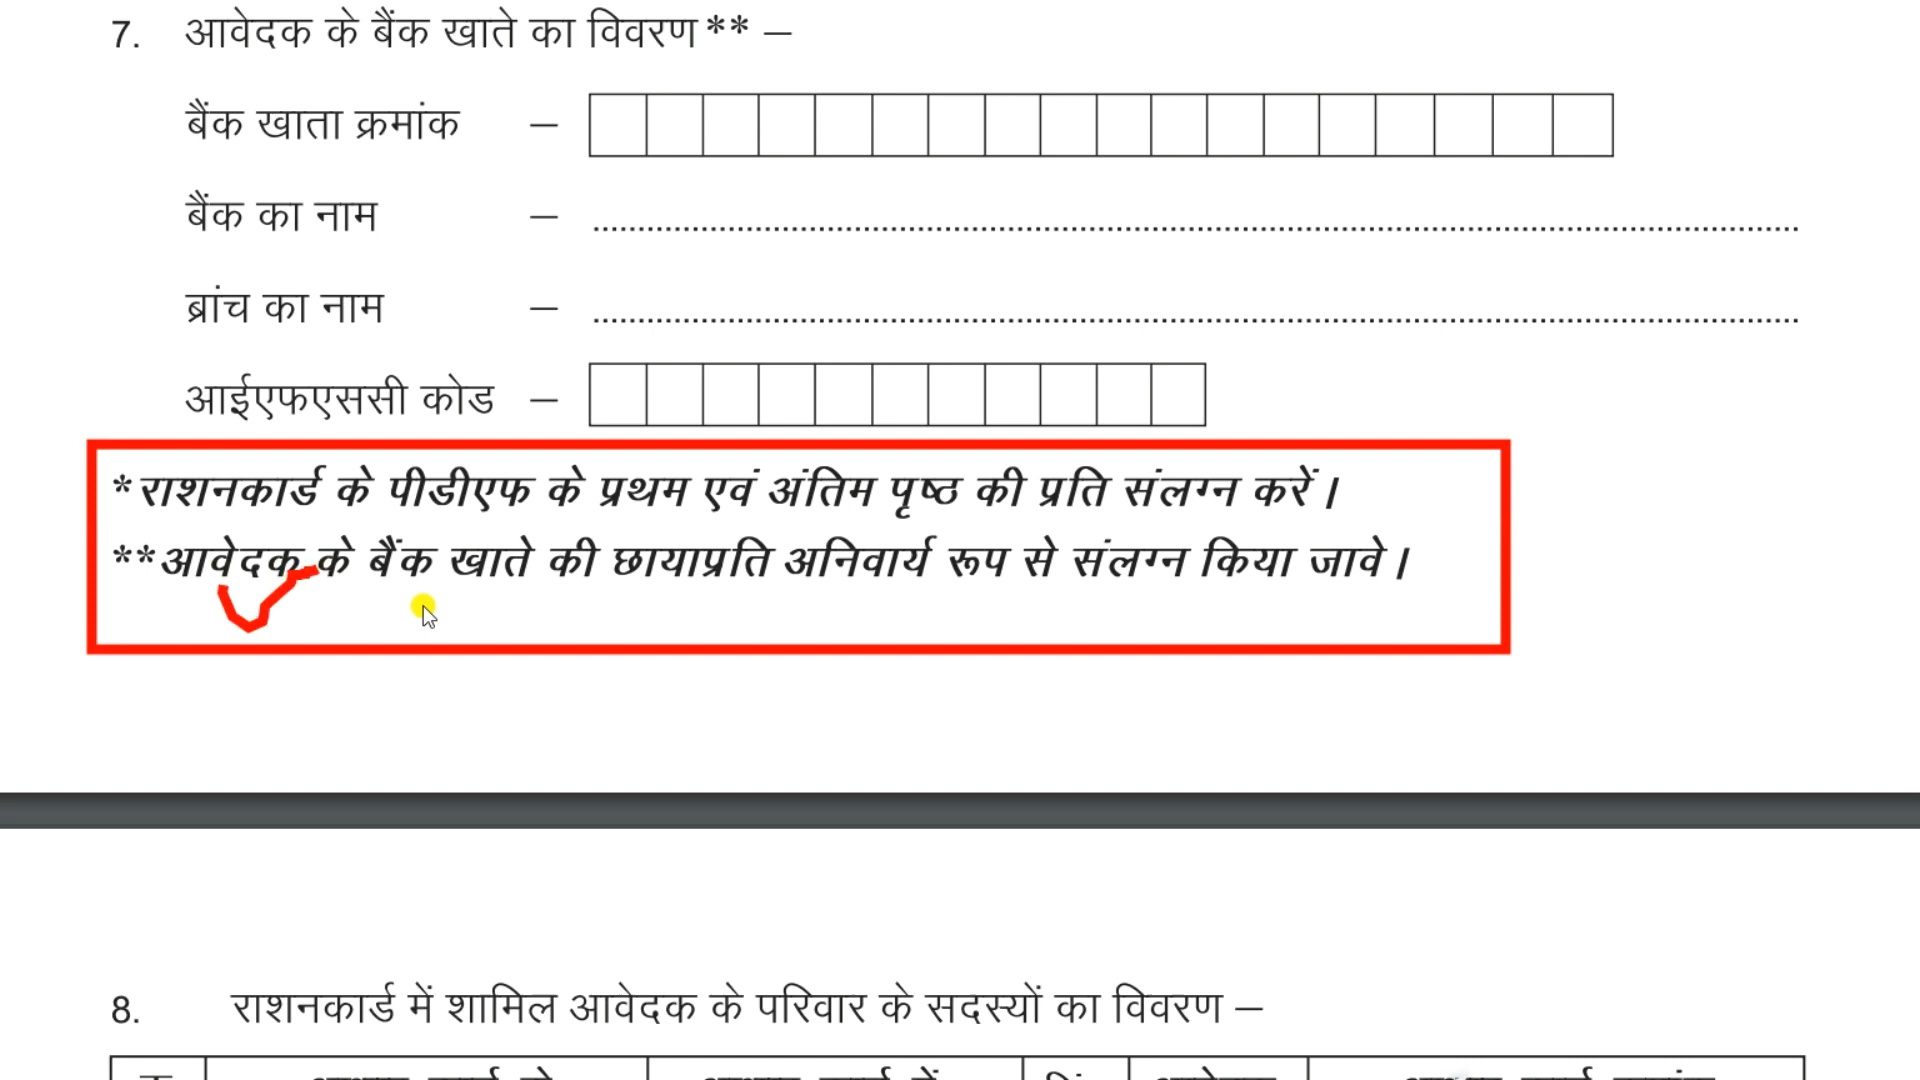 7. आवेदक के बैंक खाते का विवरण** –
बैंक खाता क्रमांक –
बैंक का नाम – ........................................................................................................................
ब्रांच का नाम – ........................................................................................................................
आईएफएससी कोड –
*राशनकार्ड के पीडीएफ के प्रथम एवं अंतिम पृष्ठ की प्रति संलग्न करें।
**आवेदक के बैंक खाते की छायाप्रति अनिवार्य रूप से संलग्न किया जावे।
8. राशनकार्ड में शामिल आवेदक के परिवार के सदस्यों का विवरण –